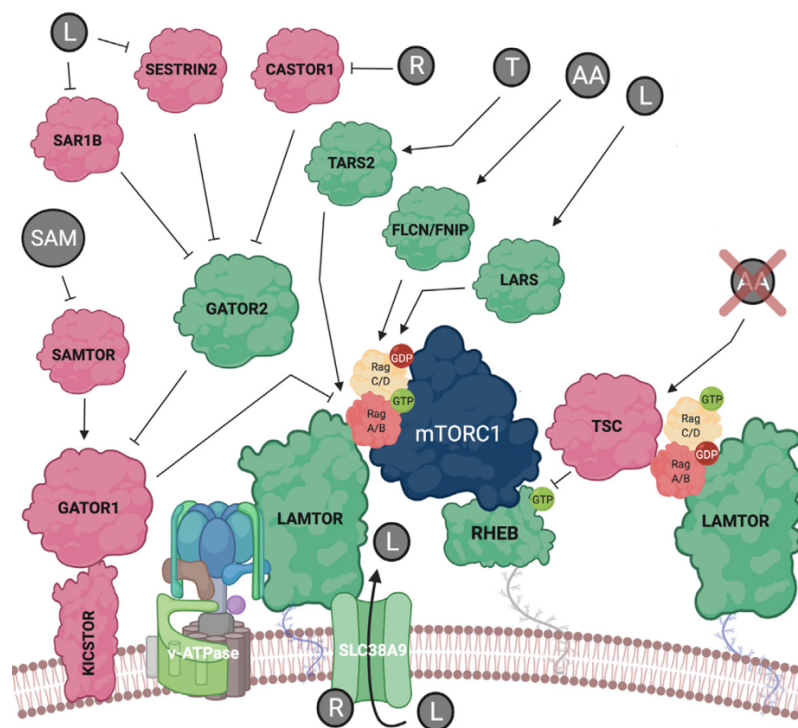 L
SESTRIN2
CASTOR1
R
T
AA
L
SAR1B
TARS2
SAM
FLCN/FNIP
LARS
AA
GATOR2
SAMTOR
GDP
Rag
C/D
GTP
Rag
A/B
mTORC1
TSC
GTP
Rag
C/D
GDP
Rag
A/B
GATOR1
LAMTOR
GTP
RHEB
LAMTOR
L
KICSTOR
v-ATPase
SLC38A9
R
L